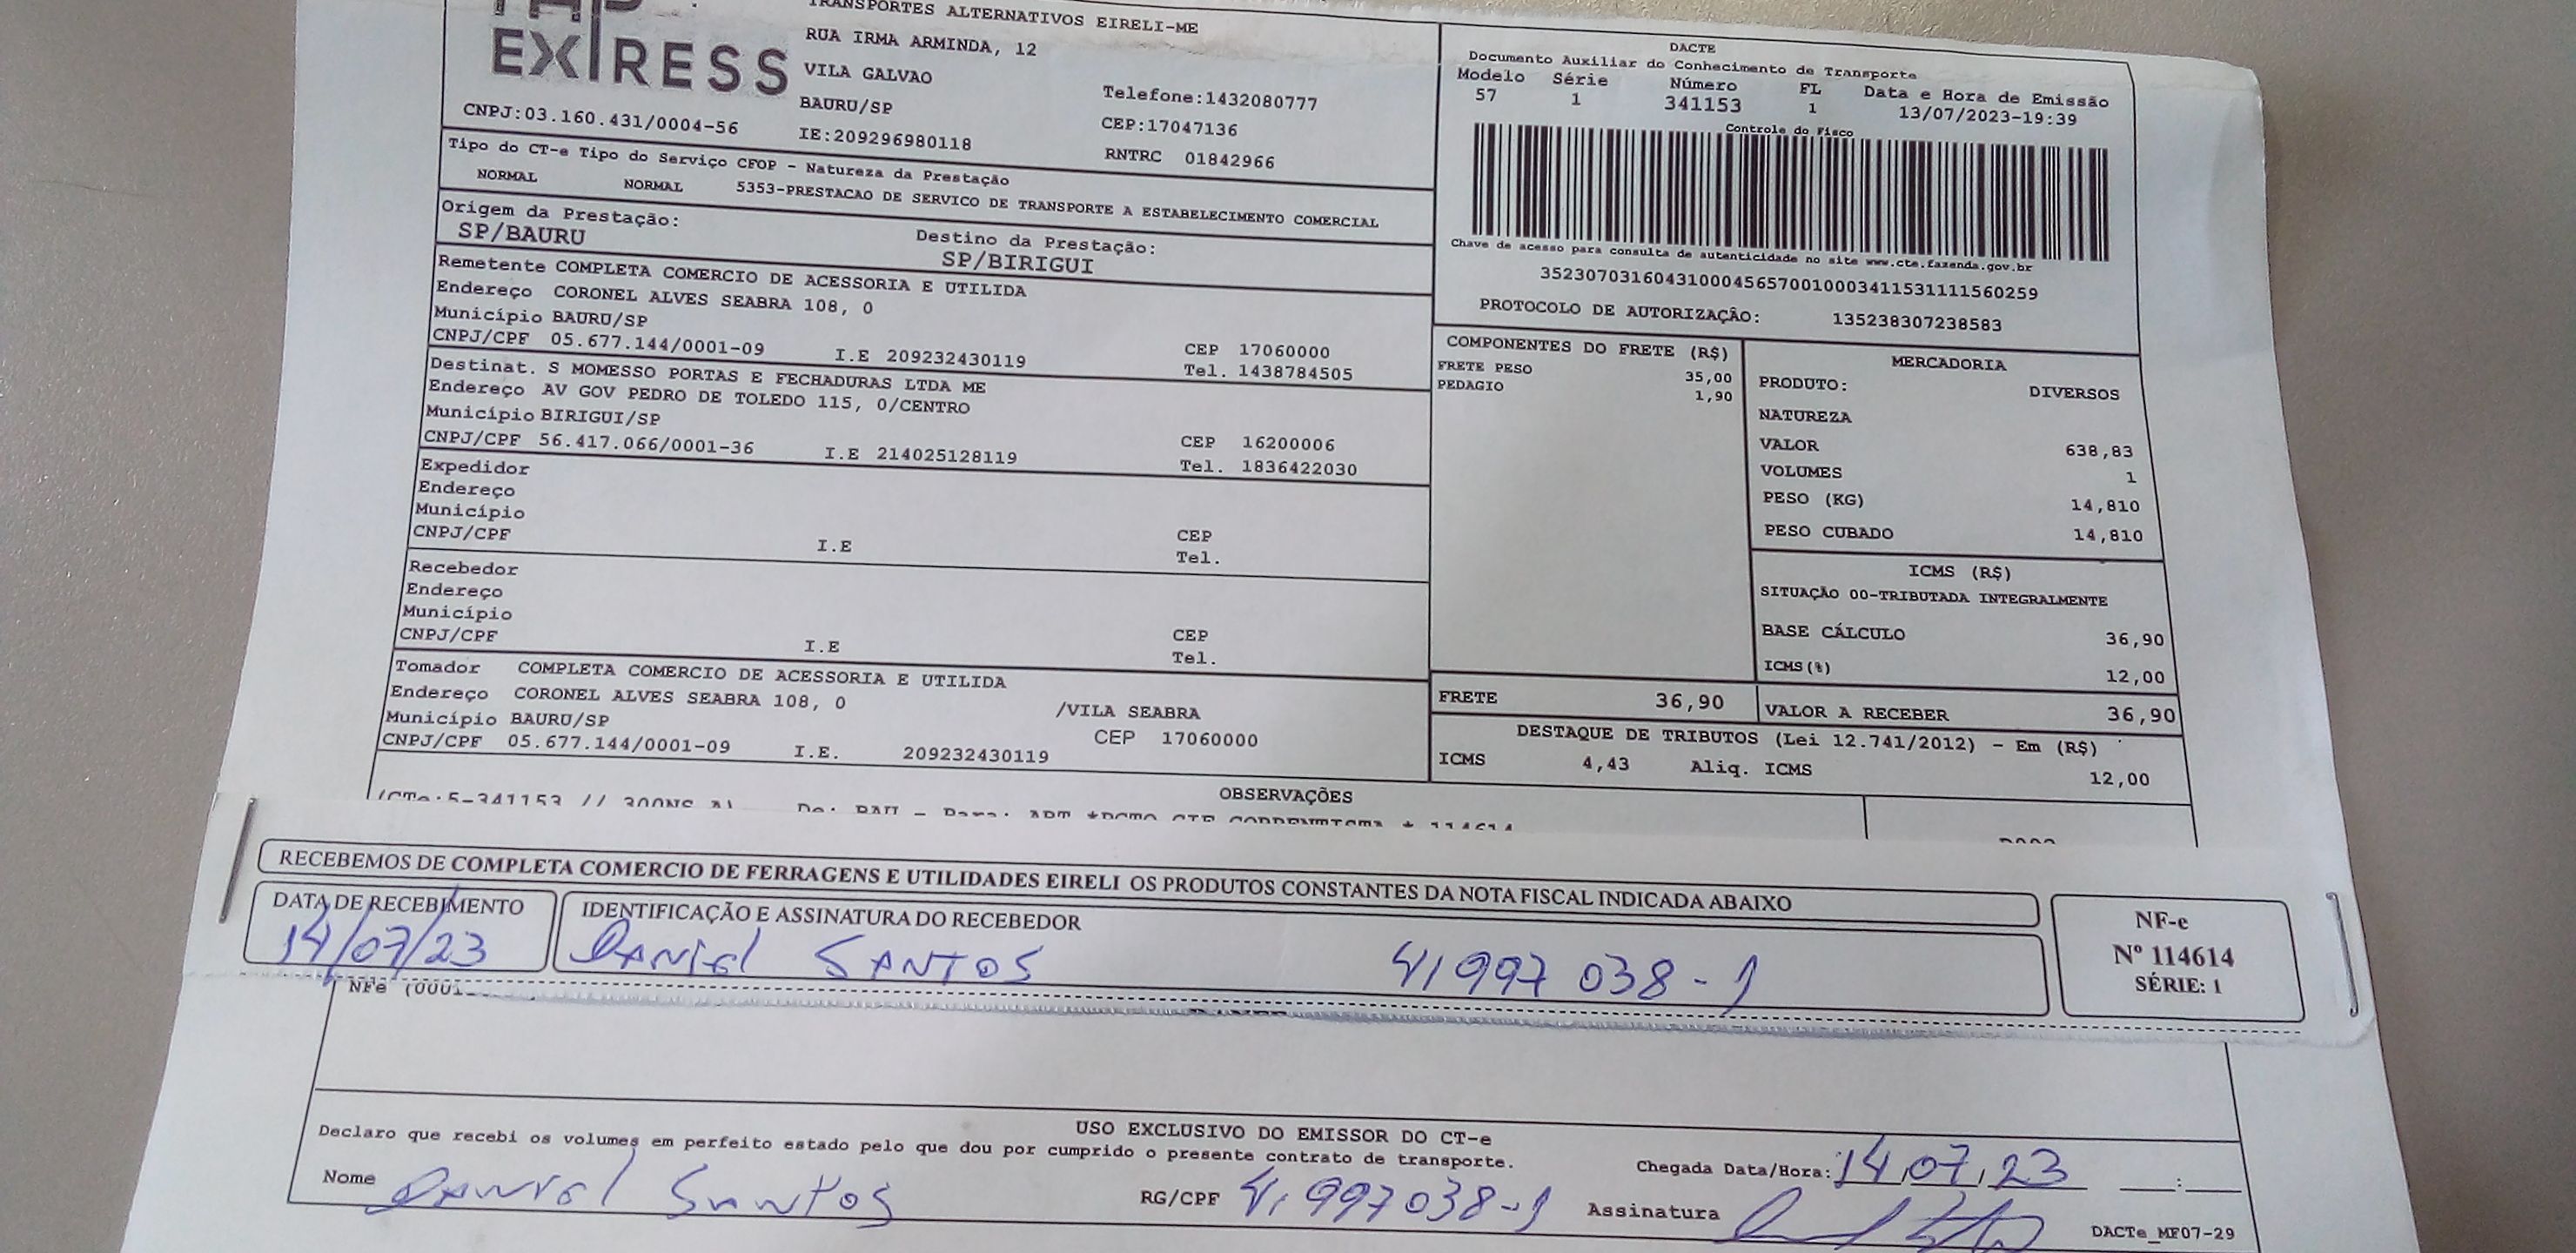 EXPRESS
TRANSPORTES ALTERNATIVOS EIRELI-ME
RUA IRMA ARMINDA, 12
VILA GALVAO
BAURU/SP
Telefone:1432080777
CEP:17047136
CNPJ:03.160.431/0004-56
IE:209296980118
RNTRC 01842966
DACTE
Documento Auxiliar do Conhecimento de Transporte
Modelo Série Número FL Data e Hora de Emissão
57 1 341153 1 13/07/2023-19:39
Controle do Fisco
Chave de acesso para consulta de autenticidade no site www.cte.fazenda.gov.br
35230703160431000456570010003411531111560259
PROTOCOLO DE AUTORIZAÇÃO: 135238307238583
Tipo do CT-e Tipo do Serviço CFOP - Natureza da Prestação
NORMAL NORMAL 5353-PRESTACAO DE SERVICO DE TRANSPORTE A ESTABELECIMENTO COMERCIAL
Origem da Prestação:
SP/BAURU
Destino da Prestação:
SP/BIRIGUI
Remetente COMPLETA COMERCIO DE ACESSORIA E UTILIDA
Endereço CORONEL ALVES SEABRA 108, 0
Município BAURU/SP
CEP 17060000
CNPJ/CPF 05.677.144/0001-09 I.E 209232430119 Tel. 1438784505
Destinat. S MOMESSO PORTAS E FECHADURAS LTDA ME
Endereço AV GOV PEDRO DE TOLEDO 115, 0/CENTRO
Município BIRIGUI/SP
CEP 16200006
CNPJ/CPF 56.417.066/0001-36 I.E 214025128119 Tel. 1836422030
Expedidor
Endereço
Município
CEP
CNPJ/CPF I.E Tel.
Recebedor
Endereço
Município
CEP
CNPJ/CPF I.E Tel.
Tomador COMPLETA COMERCIO DE ACESSORIA E UTILIDA
Endereço CORONEL ALVES SEABRA 108, 0 /VILA SEABRA
Município BAURU/SP CEP 17060000
CNPJ/CPF 05.677.144/0001-09 I.E. 209232430119
COMPONENTES DO FRETE (R$)
FRETE PESO 35,00
PEDAGIO 1,90
FRETE 36,90
MERCADORIA
PRODUTO: DIVERSOS
NATUREZA
VALOR 638,83
VOLUMES 1
PESO (KG) 14,810
PESO CUBADO 14,810
ICMS (R$)
SITUAÇÃO 00-TRIBUTADA INTEGRALMENTE
BASE CÁLCULO 36,90
ICMS(%) 12,00
VALOR A RECEBER 36,90
DESTAQUE DE TRIBUTOS (Lei 12.741/2012) - Em (R$)
ICMS 4,43 Aliq. ICMS 12,00
OBSERVAÇÕES
RECEBEMOS DE COMPLETA COMERCIO DE FERRAGENS E UTILIDADES EIRELI OS PRODUTOS CONSTANTES DA NOTA FISCAL INDICADA ABAIXO
DATA DE RECEBIMENTO
14/07/23
IDENTIFICAÇÃO E ASSINATURA DO RECEBEDOR
DANIEL SANTOS 41997038-1
NF-e
Nº 114614
SÉRIE: 1
USO EXCLUSIVO DO EMISSOR DO CT-e
Declaro que recebi os volumes em perfeito estado pelo que dou por cumprido o presente contrato de transporte.
Chegada Data/Hora: 14/07/23
Nome DANIEL SANTOS RG/CPF 41997038-1 Assinatura
DACTe_MF07-29